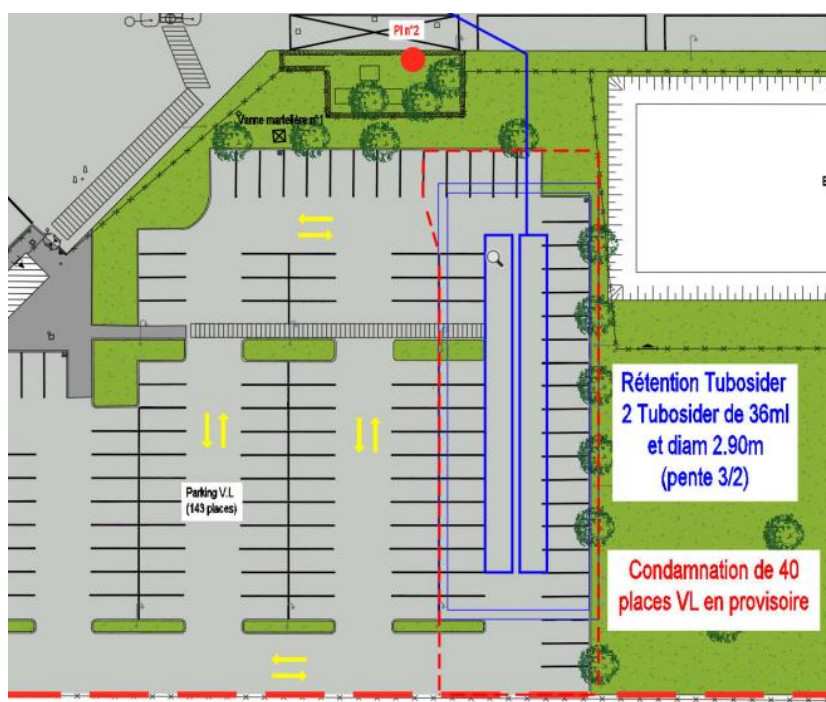 PI n°2
Vanne martelière n°1
Rétention Tubosider
2 Tubosider de 36ml
et diam 2.90m
(pente 3/2)
Parking V.L
(143 places)
Condamnation de 40
places VL en provisoire